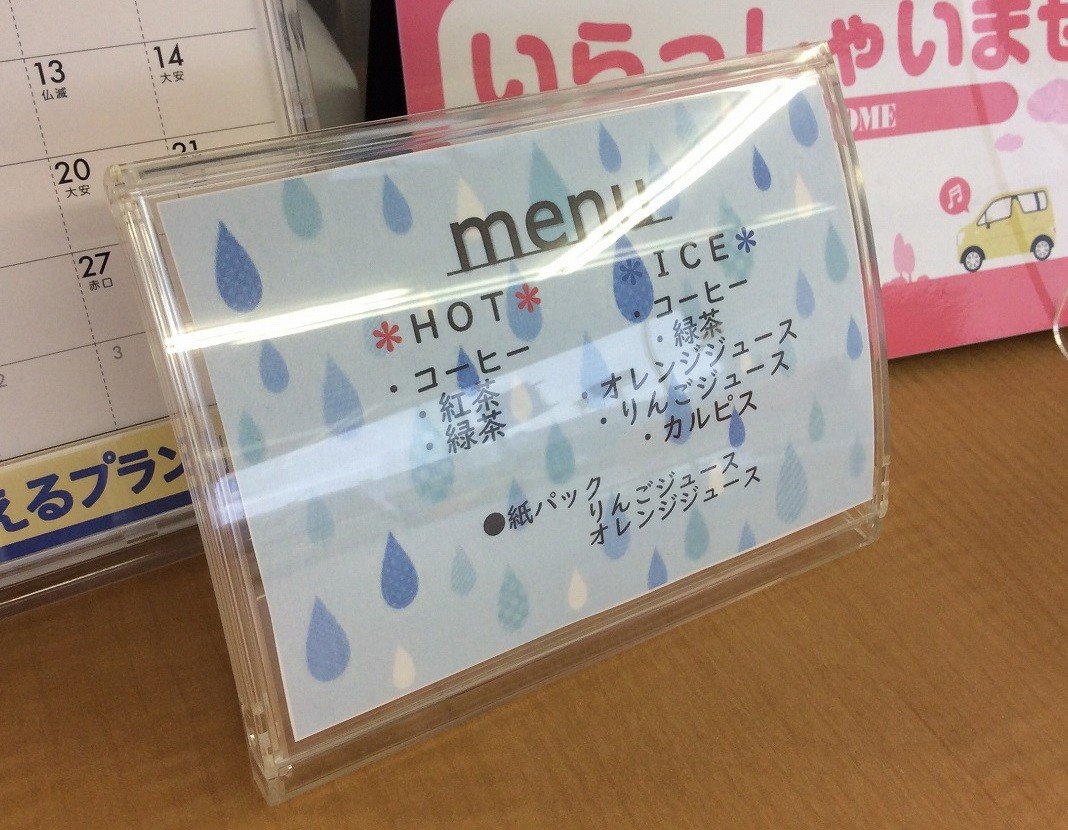 menu
*HOT*
・コーヒー
・紅茶
・緑茶
*ICE*
・コーヒー
・緑茶
・オレンジジュース
・りんごジュース
・カルピス
●紙パック
りんごジュース
オレンジジュース
いらっしゃいませ
OME
13
仏滅
14
大安
20
大安
21
27
赤口
2
3
えるプラン